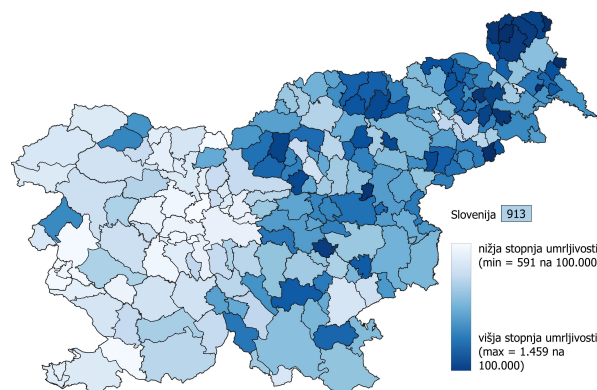 Slovenija 913
nižja stopnja umrljivosti
(min = 591 na 100.000
višja stopnja umrljivosti
(max = 1.459 na
100.000)